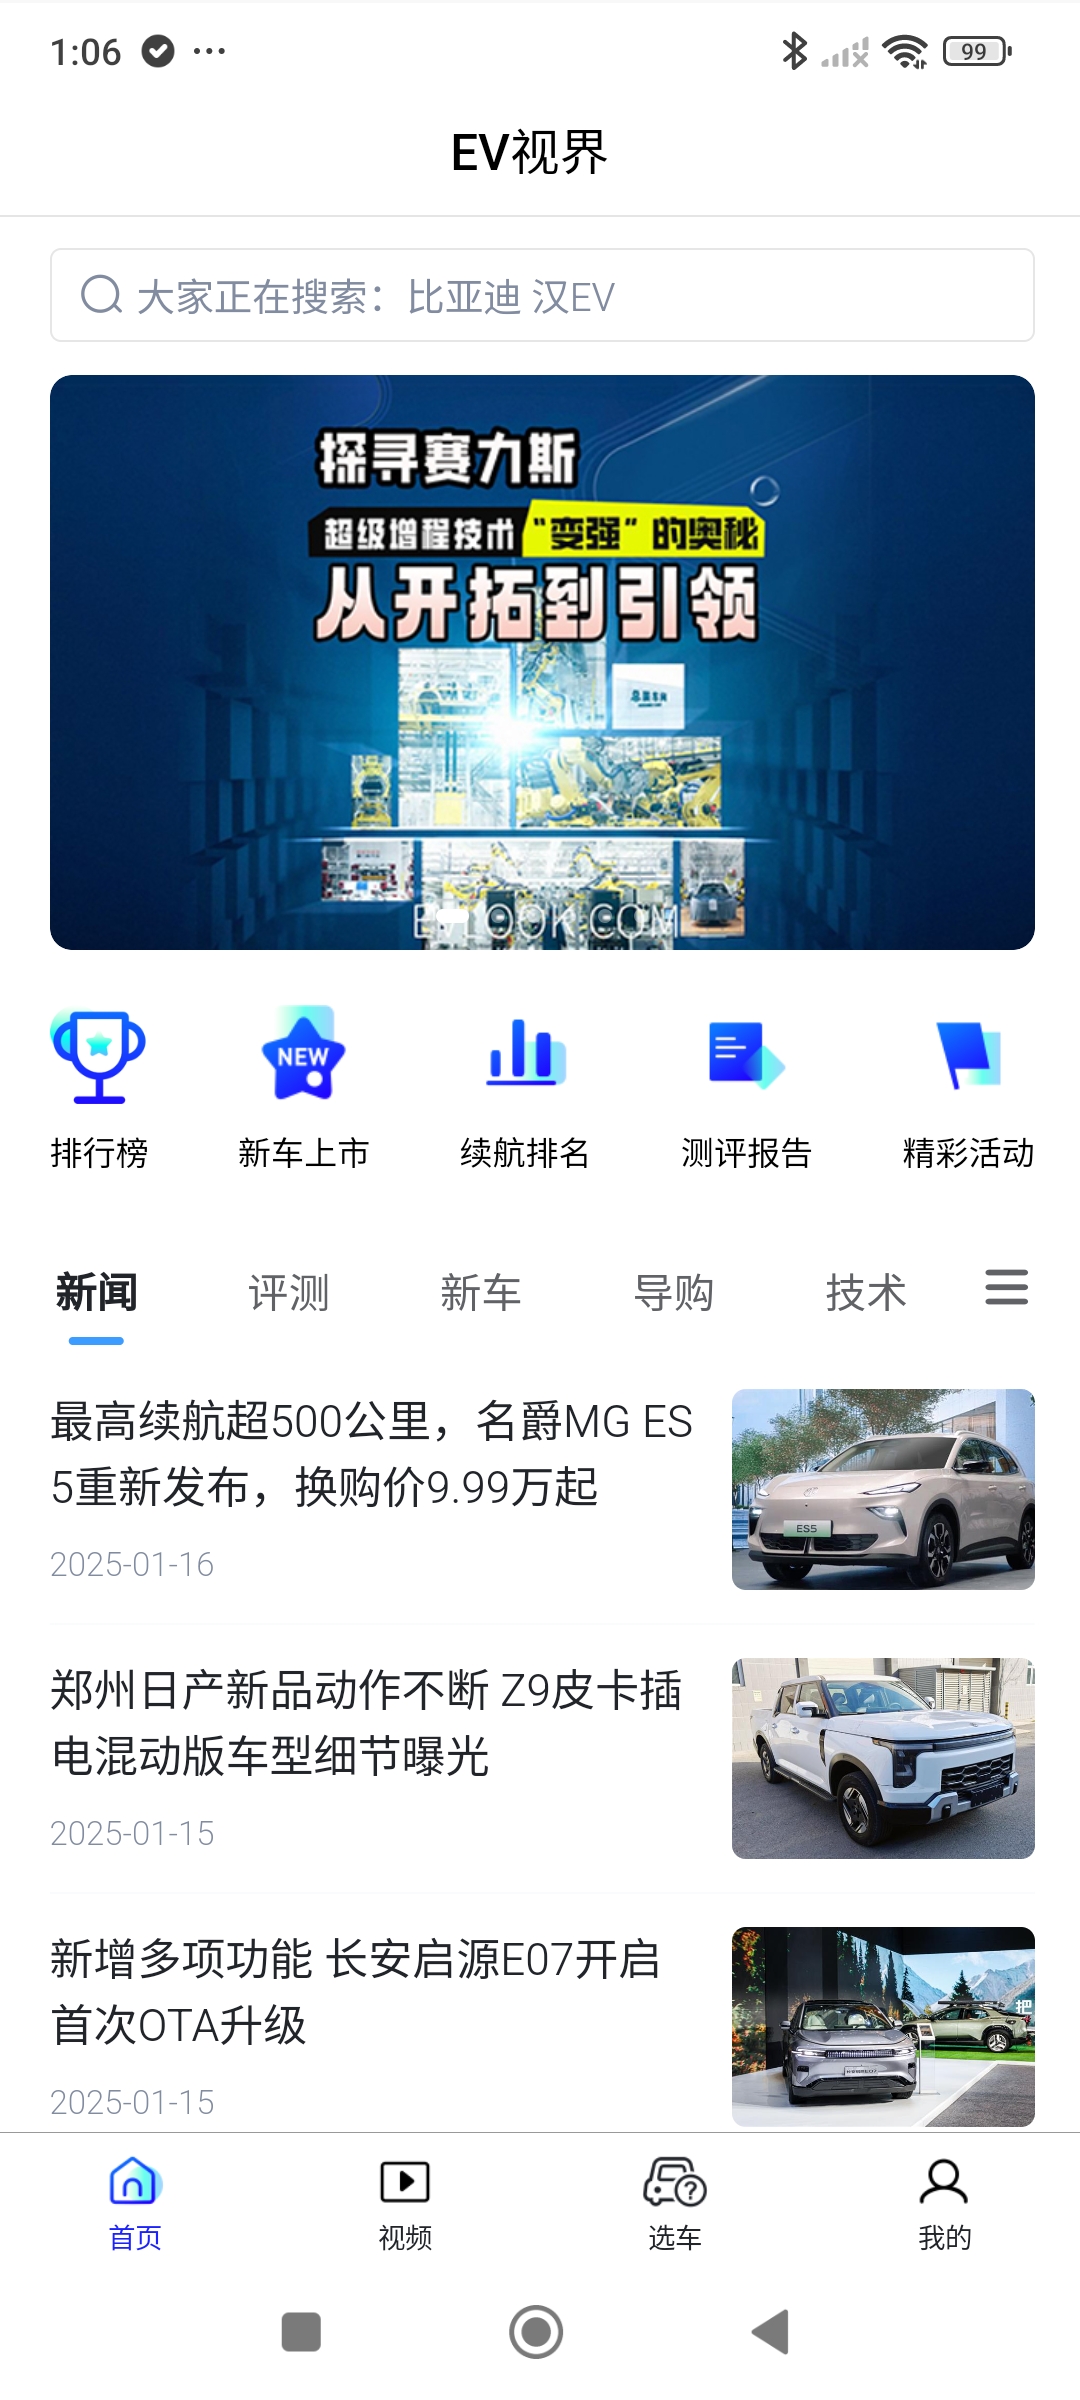 1:06
99
EV视界
大家正在搜索：比亚迪 汉EV
探寻赛力斯
超级增程技术“变强”的奥秘
从开拓到引领
总装车间
EVLOOK.COM
NEW
排行榜
新车上市
续航排名
测评报告
精彩活动
新闻
评测
新车
导购
技术
最高续航超500公里，名爵MG ES
5重新发布，换购价9.99万起
ES5
2025-01-16
郑州日产新品动作不断 Z9皮卡插
电混动版车型细节曝光
2025-01-15
新增多项功能 长安启源E07开启
首次OTA升级
把
2025-01-15
首页
视频
选车
我的